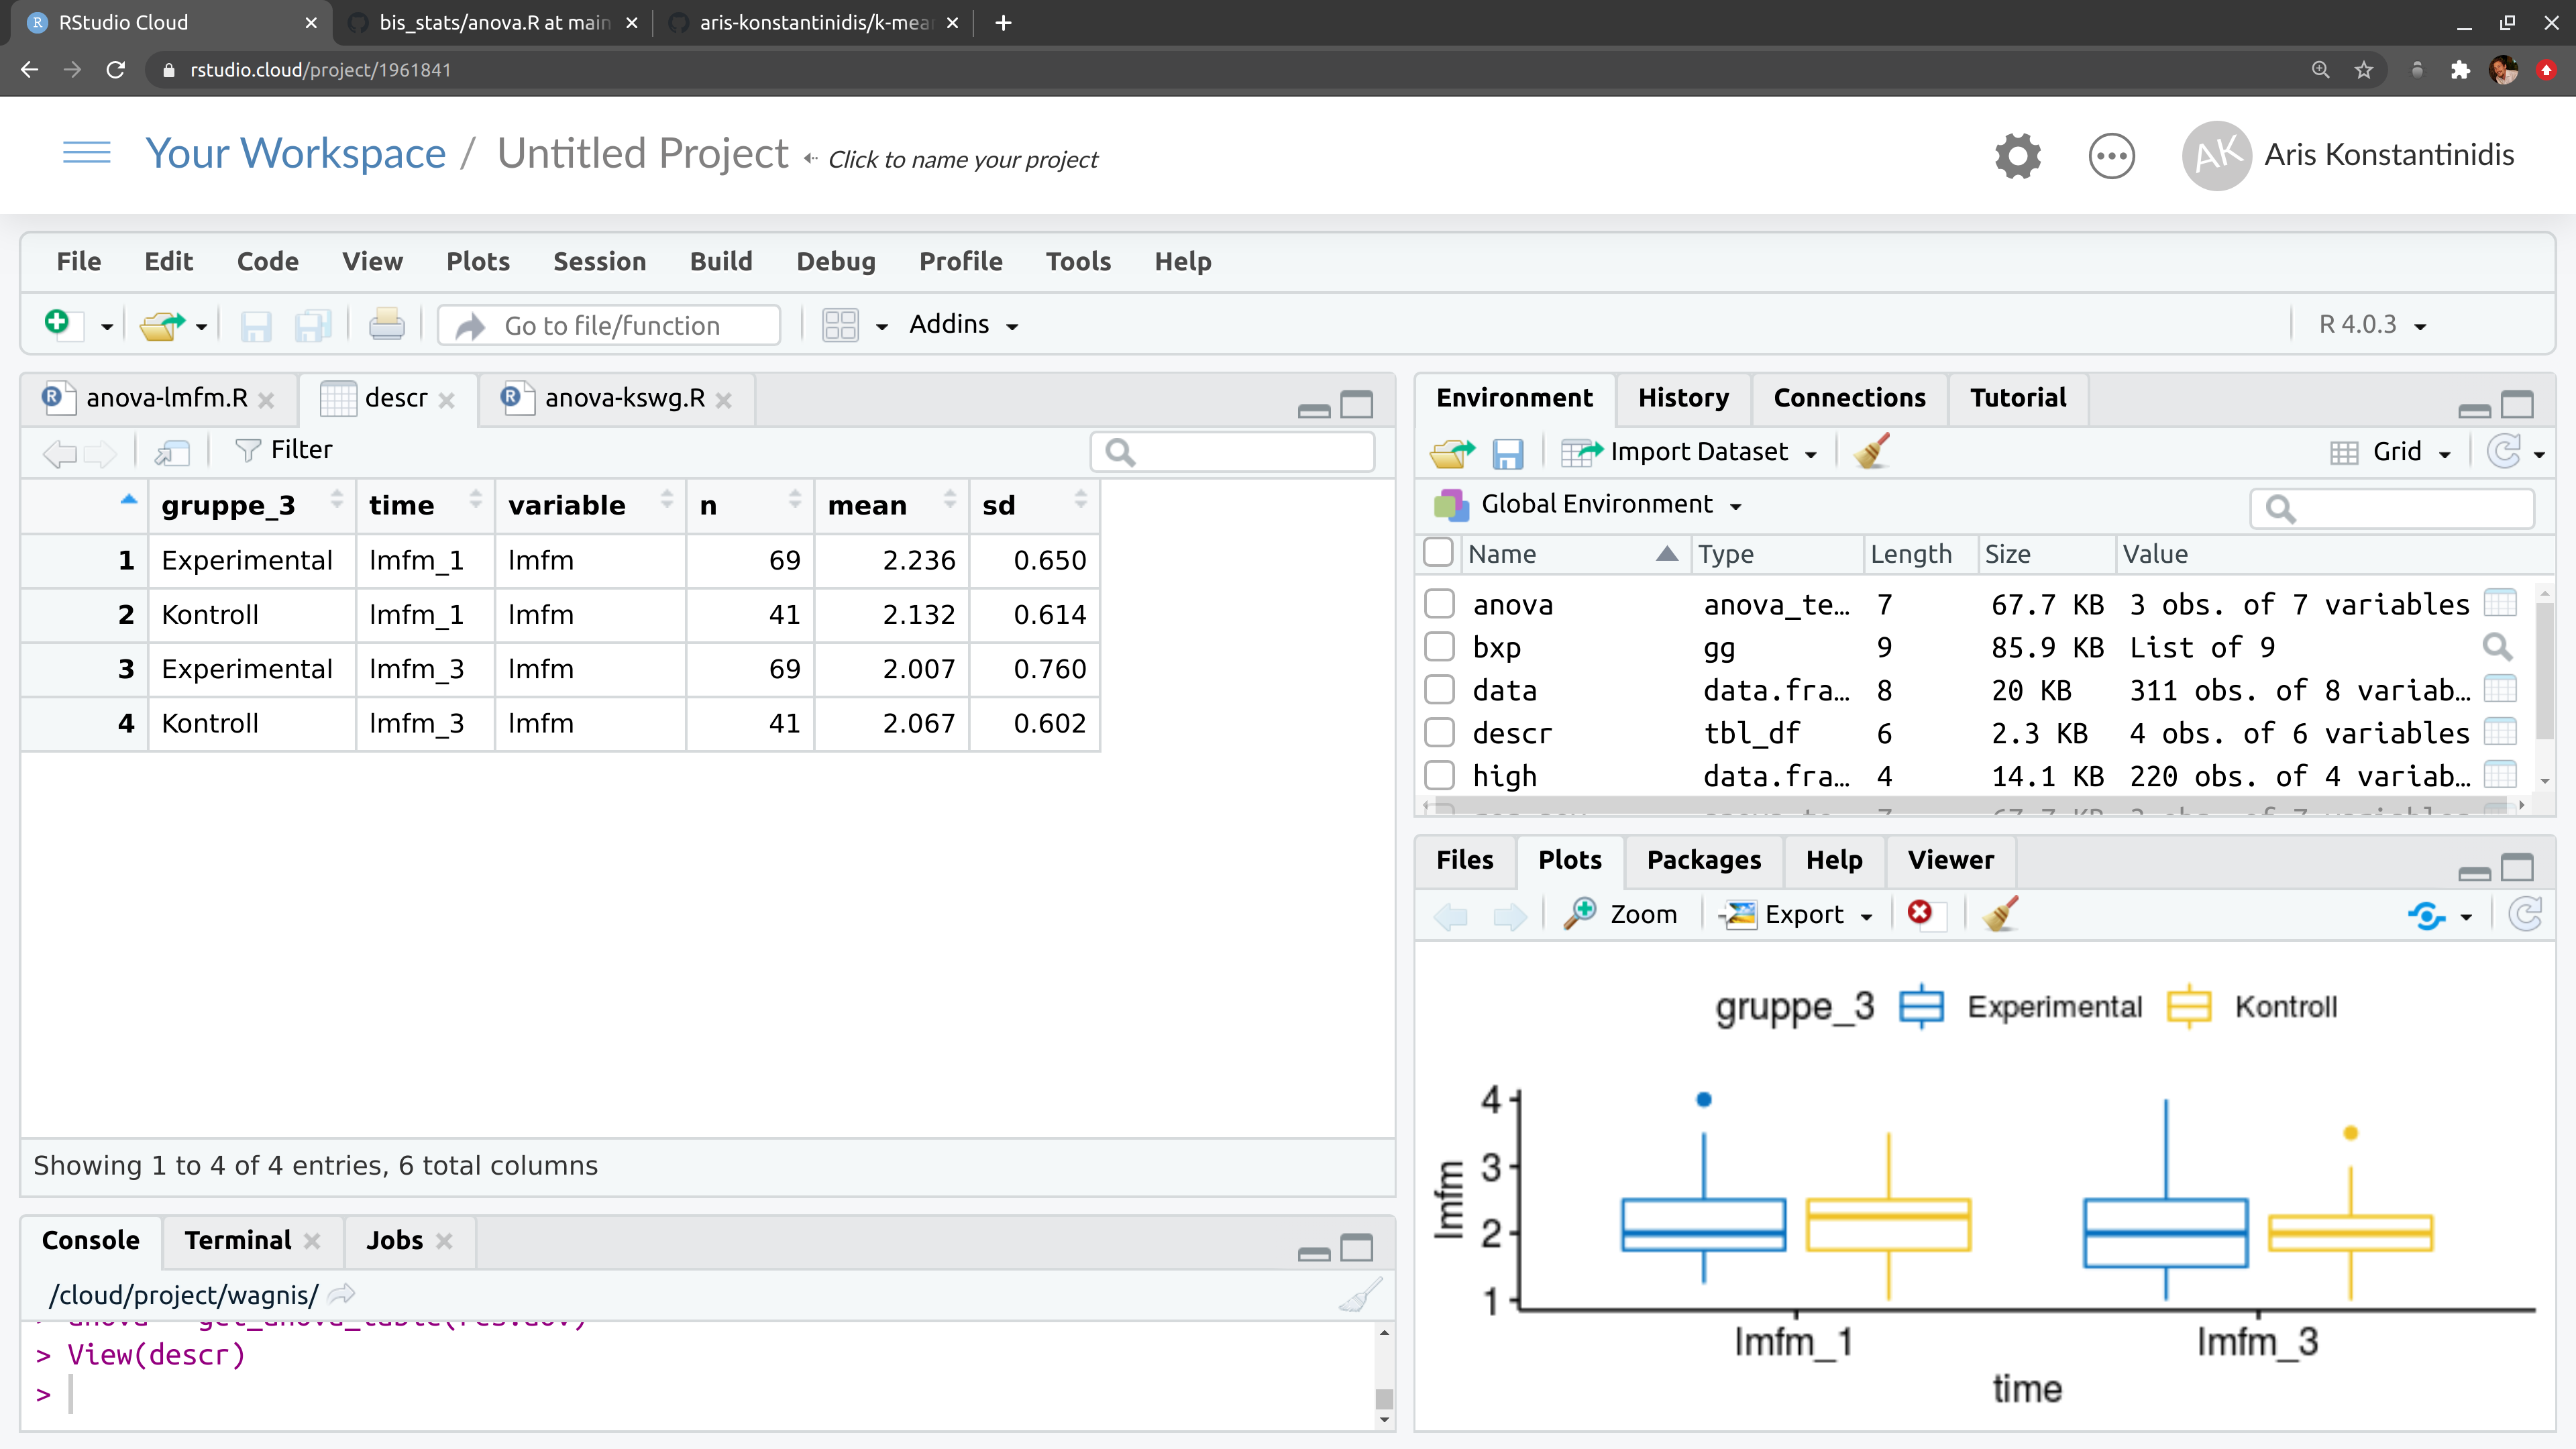 RStudio Cloud
bis_stats/anova.R at main
aris-konstantinidis/k-mea
rstudio.cloud/project/1961841
Your Workspace / Untitled Project Click to name your project
AK Aris Konstantinidis
File Edit Code View Plots Session Build Debug Profile Tools Help
Go to file/function Addins R 4.0.3
anova-lmfm.R descr anova-kswg.R
Filter
gruppe_3 time variable n mean sd
1 Experimental lmfm_1 lmfm 69 2.236 0.650
2 Kontroll lmfm_1 lmfm 41 2.132 0.614
3 Experimental lmfm_3 lmfm 69 2.007 0.760
4 Kontroll lmfm_3 lmfm 41 2.067 0.602
Showing 1 to 4 of 4 entries, 6 total columns
Console Terminal Jobs
/cloud/project/wagnis/
> View(descr)
>
Environment History Connections Tutorial
Import Dataset Grid
Global Environment
Name Type Length Size Value
anova anova_te… 7 67.7 KB 3 obs. of 7 variables
bxp gg 9 85.9 KB List of 9
data data.fra… 8 20 KB 311 obs. of 8 variab…
descr tbl_df 6 2.3 KB 4 obs. of 6 variables
high data.fra… 4 14.1 KB 220 obs. of 4 variab…
Files Plots Packages Help Viewer
Zoom Export
gruppe_3 Experimental Kontroll
4
3
2
1
lmfm
lmfm_1 lmfm_3
time